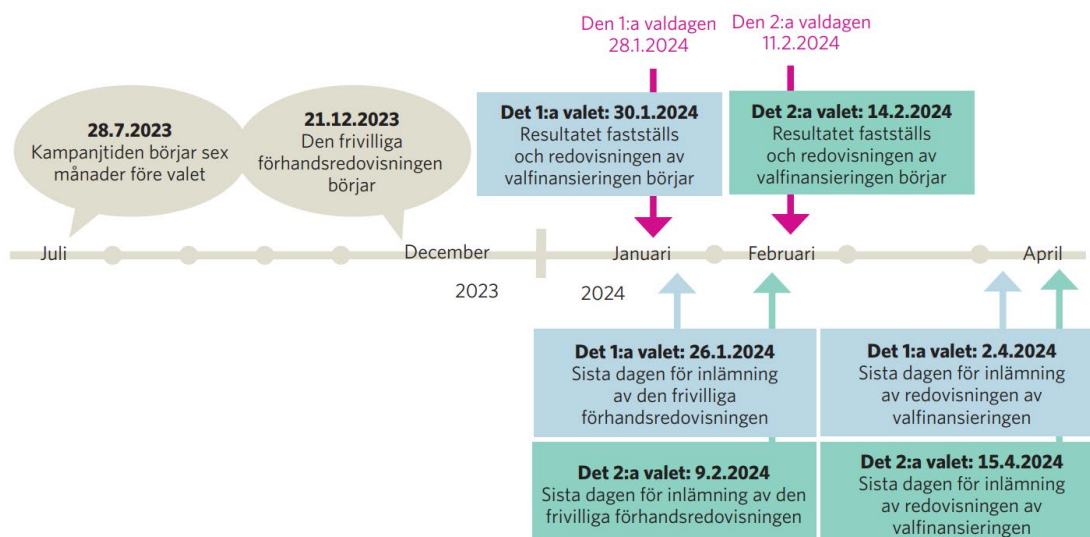 Den 1:a valdagen
28.1.2024
Den 2:a valdagen
11.2.2024
28.7.2023
Kampanjtiden börjar sex
månader före valet
21.12.2023
Den frivilliga
förhandsredovisningen
börjar
Det 1:a valet: 30.1.2024
Resultatet fastställs
och redovisningen av
valfinansieringen börjar
Det 2:a valet: 14.2.2024
Resultatet fastställs
och redovisningen av
valfinansieringen börjar
Juli
December
Januari
Februari
April
2023
2024
Det 1:a valet: 26.1.2024
Sista dagen för inlämning
av den frivilliga
förhandsredovisningen
Det 1:a valet: 2.4.2024
Sista dagen för inlämning
av redovisningen av
valfinansieringen
Det 2:a valet: 9.2.2024
Sista dagen för inlämning av den
frivilliga förhandsredovisningen
Det 2:a valet: 15.4.2024
Sista dagen för inlämning
av redovisningen av
valfinansieringen